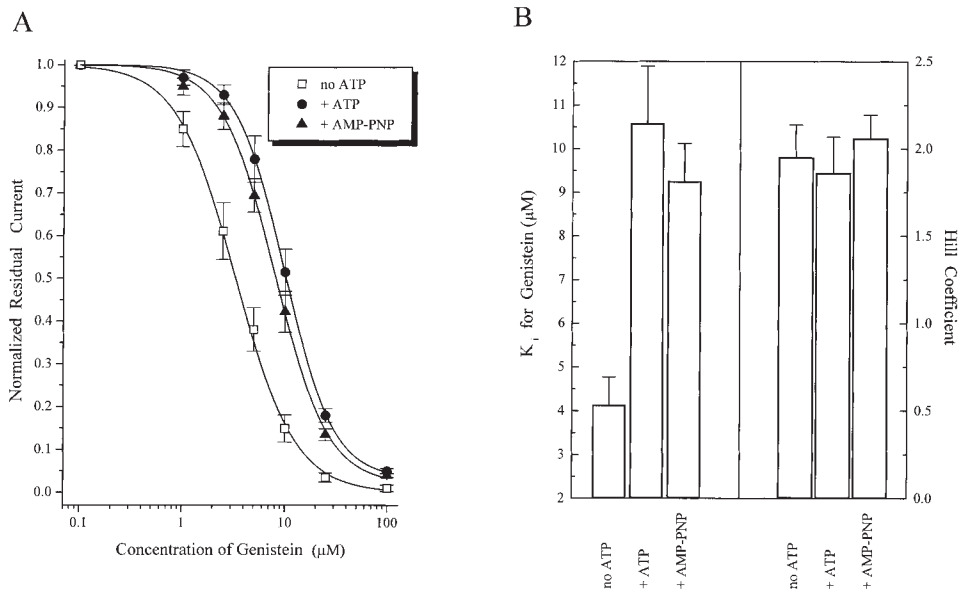 A
1.0
0.9
0.8
0.7
0.6
0.5
0.4
0.3
0.2
0.1
0.0
Normalized Residual Current
no ATP
+ ATP
+ AMP-PNP
0.1
1
10
100
Concentration of Genistein (μM)
B
12
11
10
9
8
7
6
5
4
3
2
K i for Genistein (μM)
2.5
2.0
1.5
1.0
0.5
0.0
Hill Coefficient
no ATP
+ ATP
+ AMP-PNP
no ATP
+ ATP
+ AMP-PNP